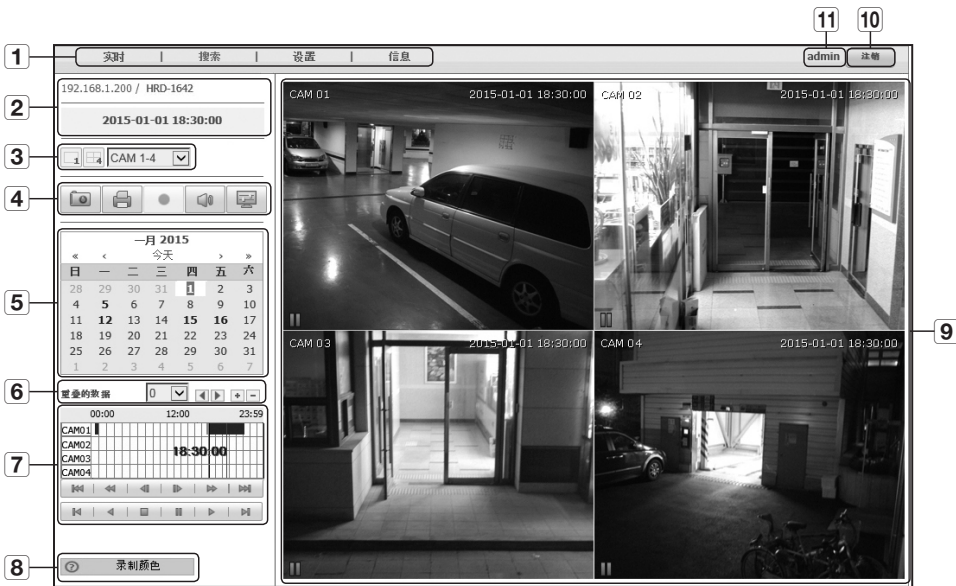 11 10
1 实时 | 搜索 | 设置 | 信息 admin 注销
2 192.168.1.200 / HRD-1642
2015-01-01 18:30:00
3 1 4 CAM 1-4
4
5 一月 2015
« ‹ 今天 › »
日 一 二 三 四 五 六
28 29 30 31 1 2 3
4 5 6 7 8 9 10
11 12 13 14 15 16 17
18 19 20 21 22 23 24
25 26 27 28 29 30 31
1 2 3 4 5 6 7
6 重叠的数据 0 + -
7 00:00 12:00 23:59
CAM01
CAM02
18:30:00
CAM03
CAM04
8 ? 录制颜色
CAM 01 2015-01-01 18:30:00
CAM 02 2015-01-01 18:30:00
9
CAM 03 2015-01-01 18:30:00
CAM 04 2015-01-01 18:30:00